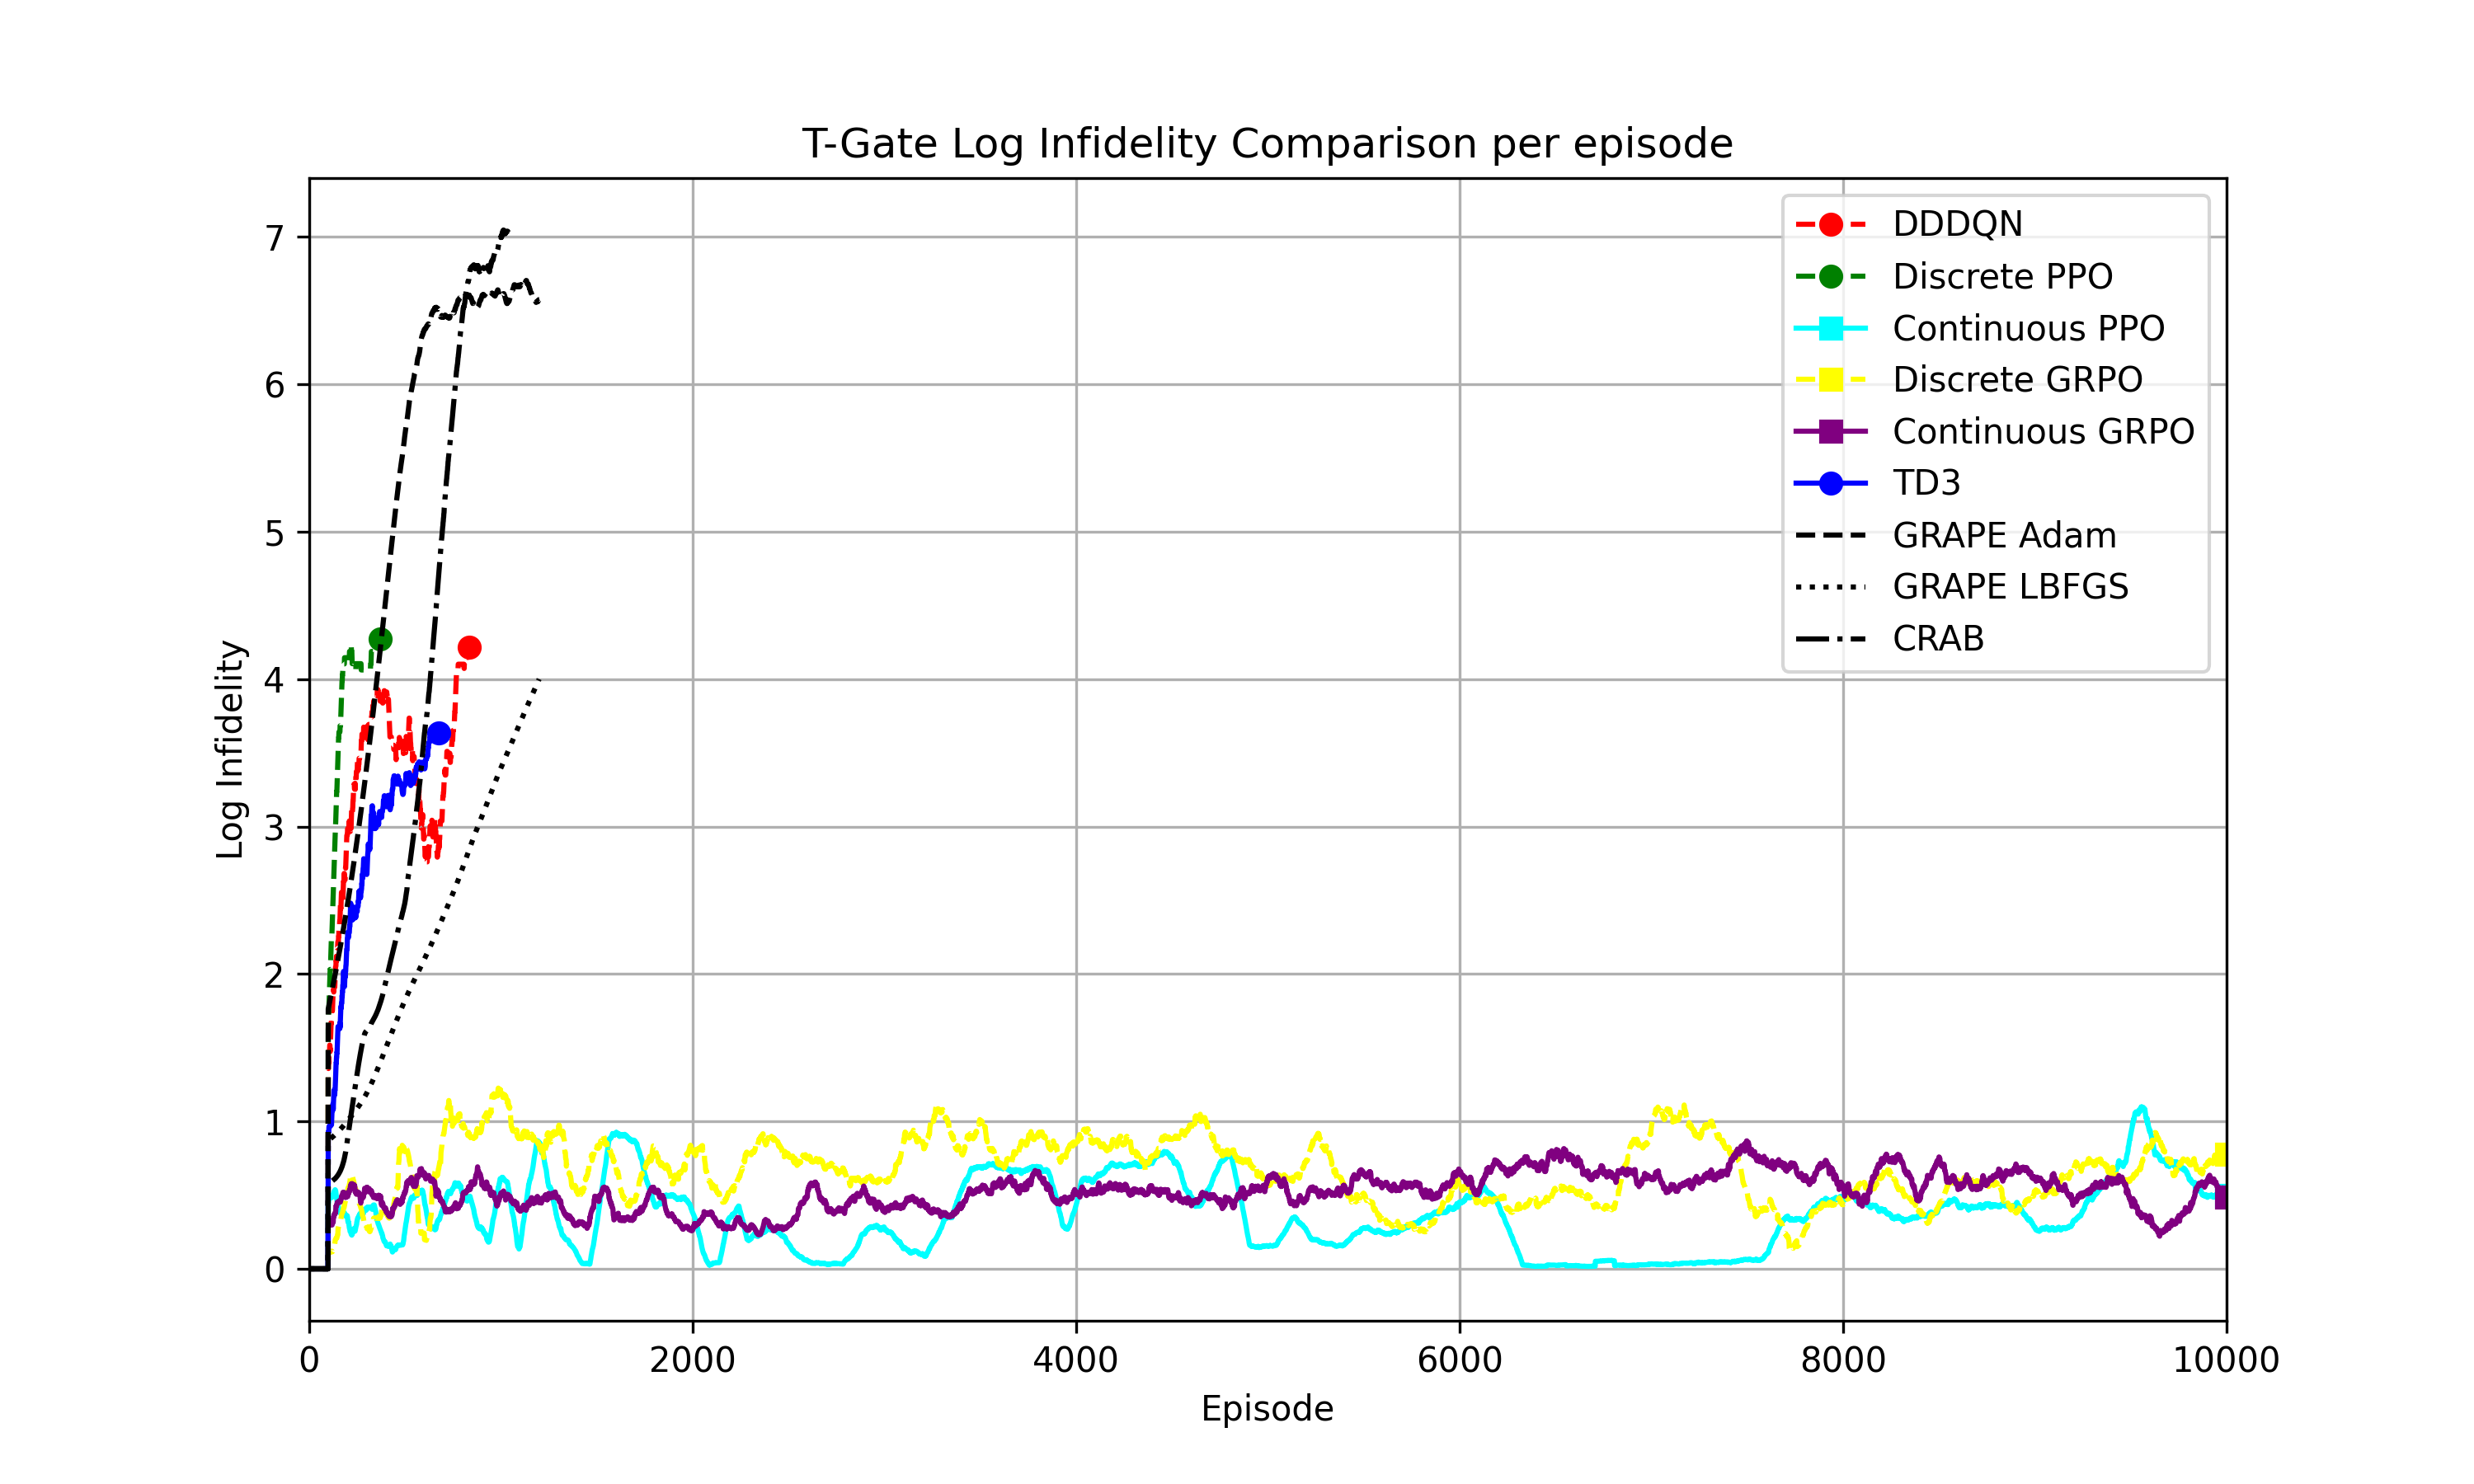 T-Gate Log Infidelity Comparison per episode
DDDQN
Discrete PPO
Continuous PPO
Discrete GRPO
Continuous GRPO
TD3
GRAPE Adam
GRAPE LBFGS
CRAB
Log Infidelity
7
6
5
4
3
2
1
0
0 2000 4000 6000 8000 10000
Episode